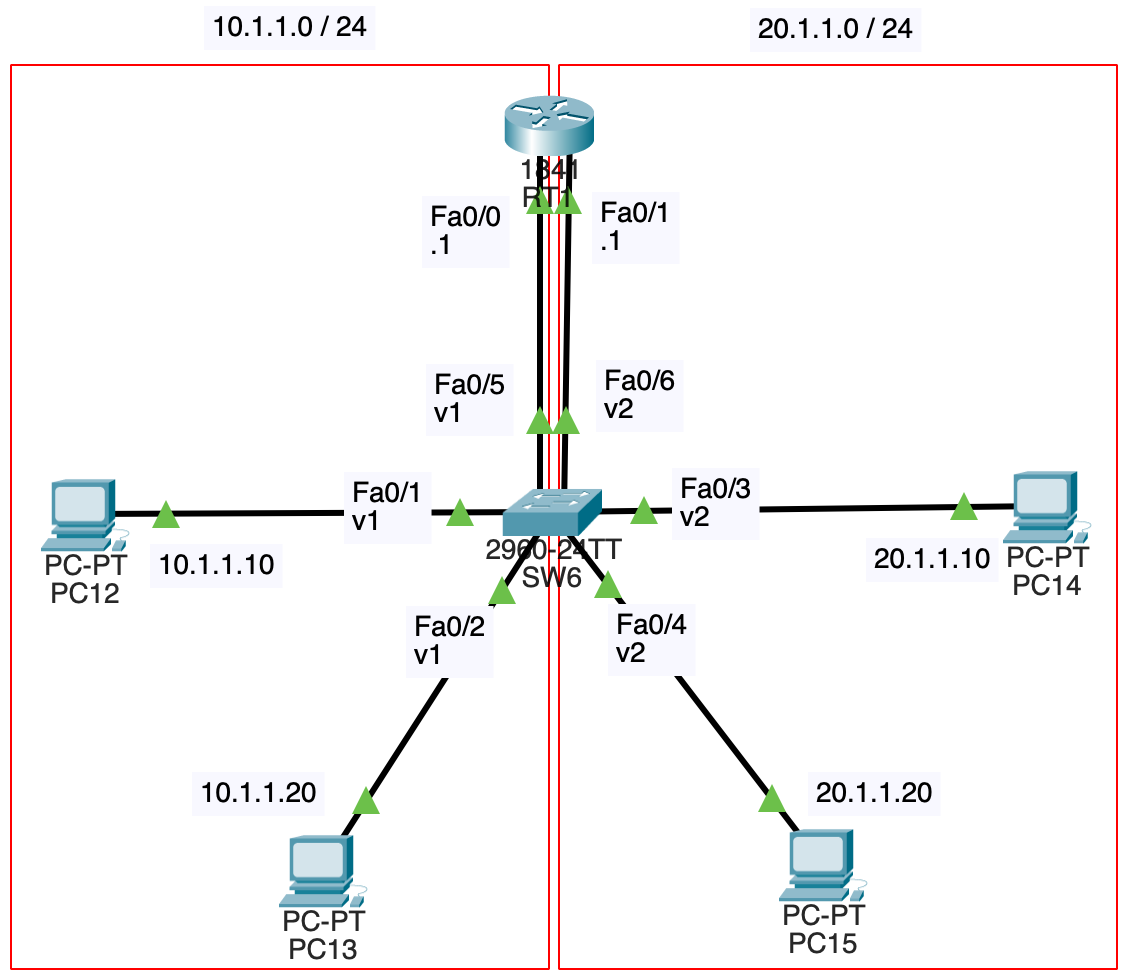 10.1.1.0 / 24
20.1.1.0 / 24
1841
RT1
Fa0/0
.1
Fa0/1
.1
Fa0/5
v1
Fa0/6
v2
Fa0/1
v1
Fa0/3
v2
PC-PT
PC12
10.1.1.10
2960-24TT
SW6
20.1.1.10
PC-PT
PC14
Fa0/2
v1
Fa0/4
v2
10.1.1.20
20.1.1.20
PC-PT
PC13
PC-PT
PC15